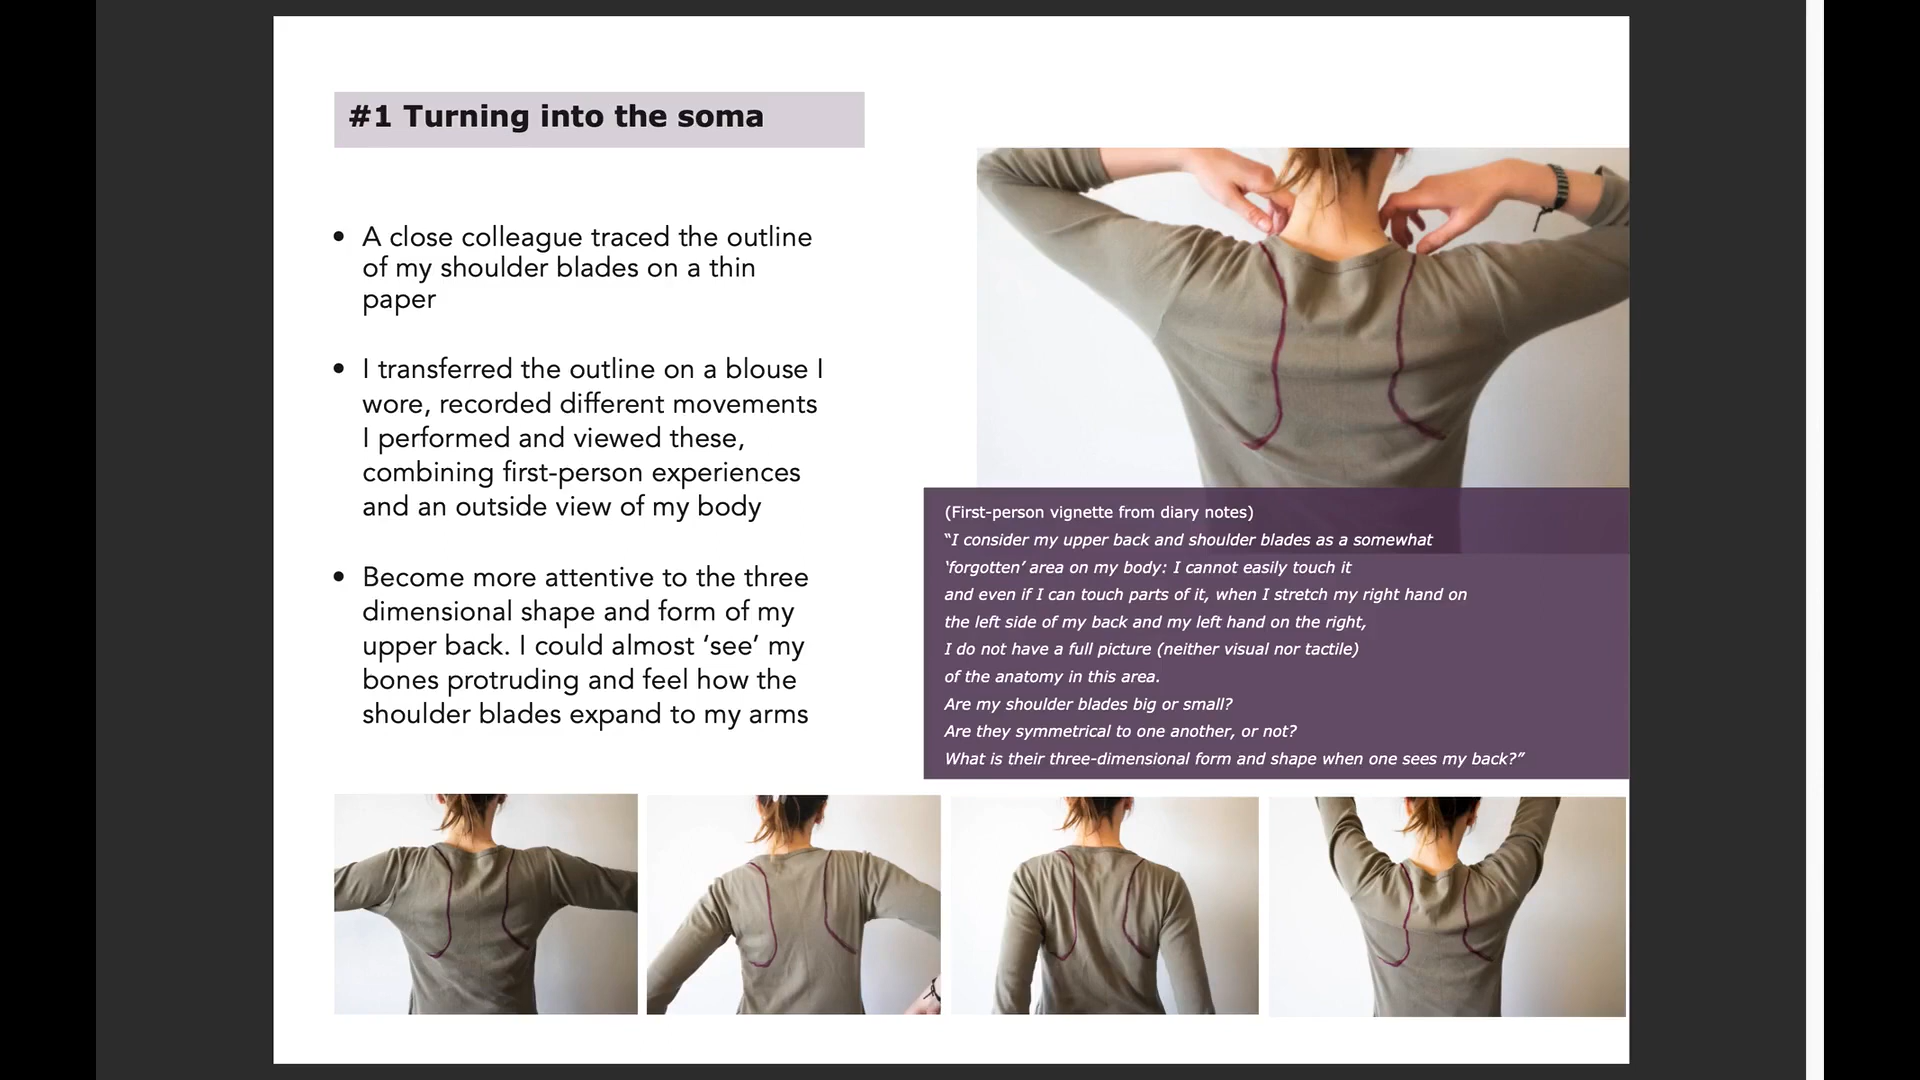 #1 Turning into the soma
• A close colleague traced the outline
of my shoulder blades on a thin
paper
• I transferred the outline on a blouse I
wore, recorded different movements
I performed and viewed these,
combining first-person experiences
and an outside view of my body
• Become more attentive to the three
dimensional shape and form of my
upper back. I could almost ‘see’ my
bones protruding and feel how the
shoulder blades expand to my arms
(First-person vignette from diary notes)
“I consider my upper back and shoulder blades as a somewhat
‘forgotten’ area on my body: I cannot easily touch it
and even if I can touch parts of it, when I stretch my right hand on
the left side of my back and my left hand on the right,
I do not have a full picture (neither visual nor tactile)
of the anatomy in this area.
Are my shoulder blades big or small?
Are they symmetrical to one another, or not?
What is their three-dimensional form and shape when one sees my back?”